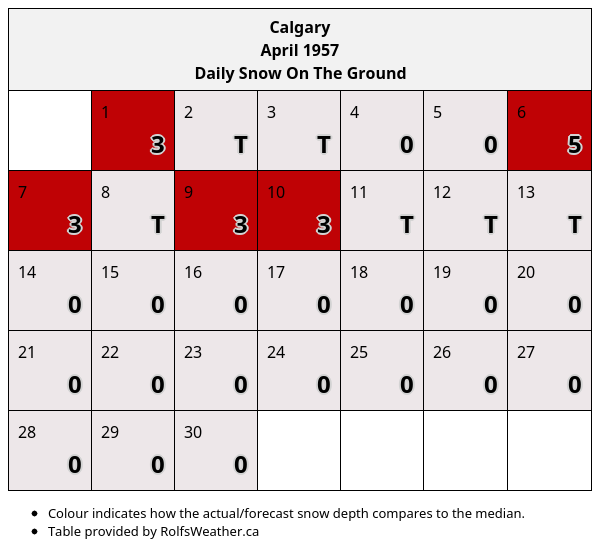 Calgary
April 1957
Daily Snow On The Ground
1 2 3 4 5 6
3 T T 0 0 5
7 8 9 10 11 12 13
3 T 3 3 T T T
14 15 16 17 18 19 20
0 0 0 0 0 0 0
21 22 23 24 25 26 27
0 0 0 0 0 0 0
28 29 30
0 0 0
• Colour indicates how the actual/forecast snow depth compares to the median.
• Table provided by RolfsWeather.ca